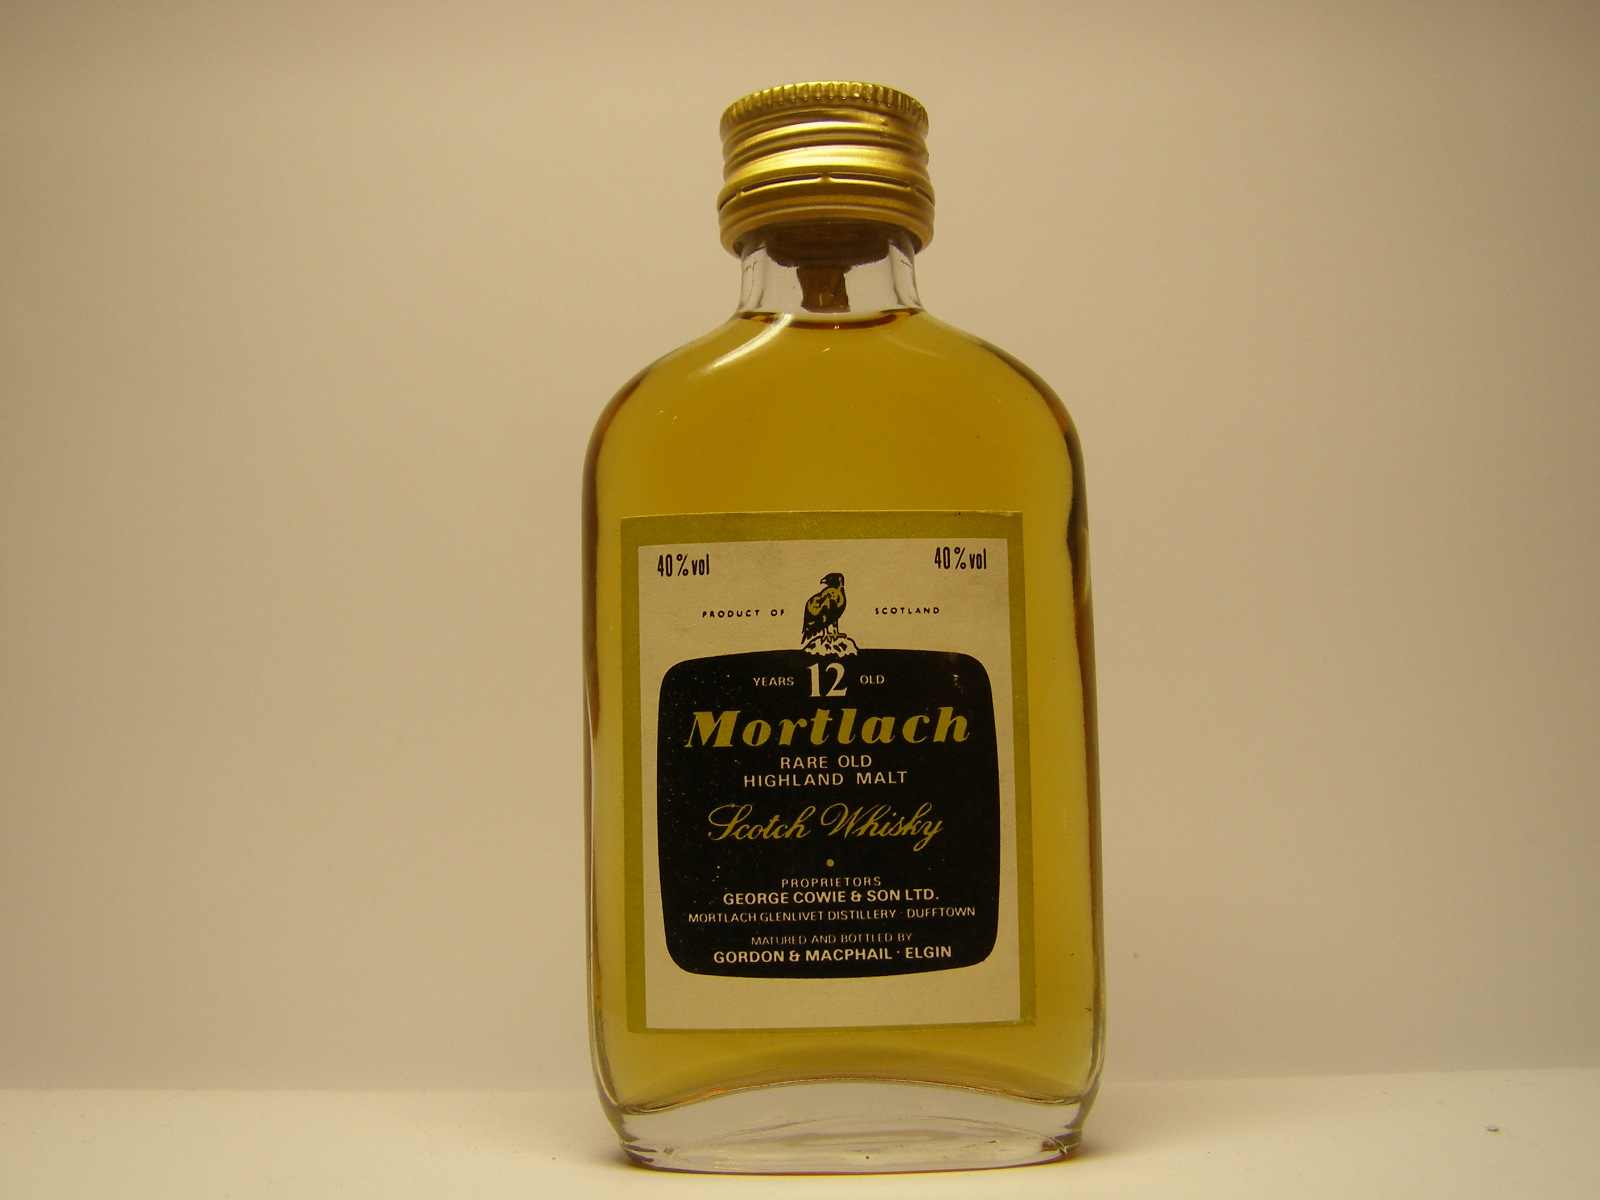 40%vol 40%vol
PRODUCT OF SCOTLAND
YEARS 12 OLD
Mortlach
RARE OLD
HIGHLAND MALT
Scotch Whisky
PROPRIETORS
GEORGE COWIE & SON LTD.
MORTLACH GLENLIVET DISTILLERY · DUFFTOWN
MATURED AND BOTTLED BY
GORDON & MACPHAIL · ELGIN